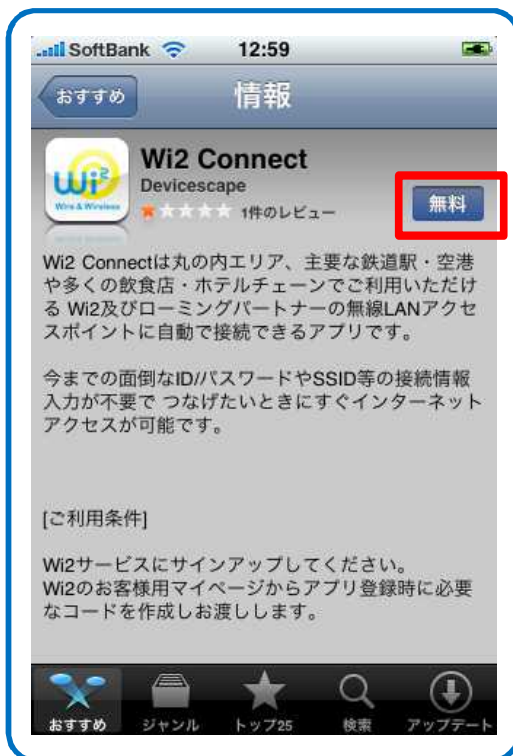 SoftBank 12:59
おすすめ 情報
Wi2 Connect
Devicescape
1件のレビュー
無料
Wi2
Wire & Wireless
Wi2 Connectは丸の内エリア、主要な鉄道駅・空港
や多くの飲食店・ホテルチェーンでご利用いただけ
る Wi2及びローミングパートナーの無線LANアクセ
スポイントに自動で接続できるアプリです。
今までの面倒なID/パスワードやSSID等の接続情報
入力が不要で つなげたいときにすぐインターネット
アクセスが可能です。
[ご利用条件]
Wi2サービスにサインアップしてください。
Wi2のお客様用マイページからアプリ登録時に必要
なコードを作成しお渡しします。
おすすめ ジャンル トップ25 検索 アップデート